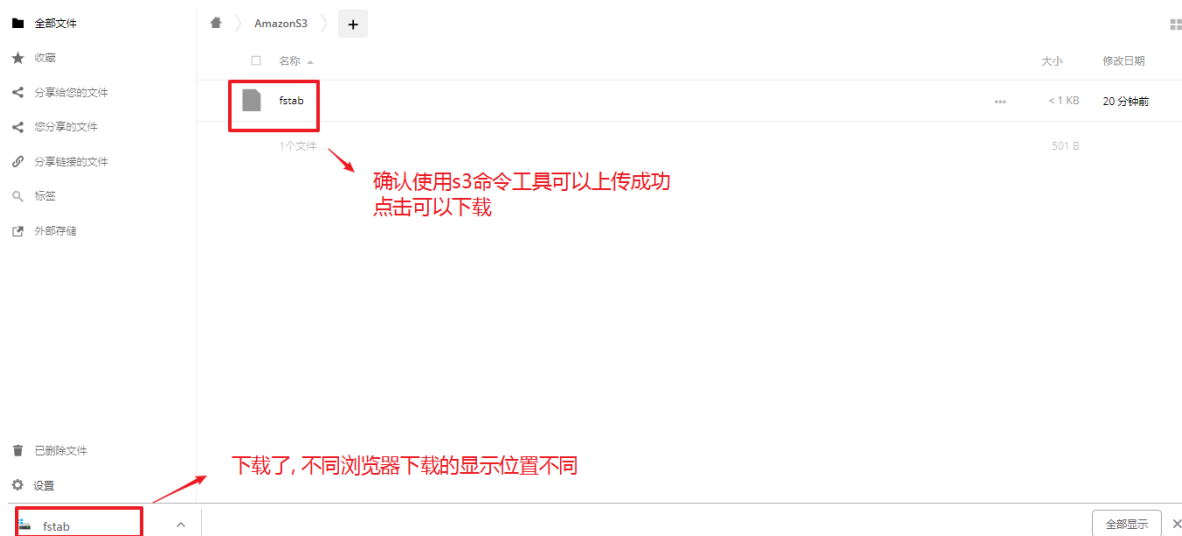 全部文件
AmazonS3
+
收藏
名称
大小
修改日期
分享给您的文件
fstab
•••
< 1 KB
20 分钟前
您分享的文件
1个文件
501 B
分享链接的文件
确认使用s3命令工具可以上传成功
点击可以下载
标签
外部存储
已删除文件
下载了, 不同浏览器下载的显示位置不同
设置
fstab
全部显示